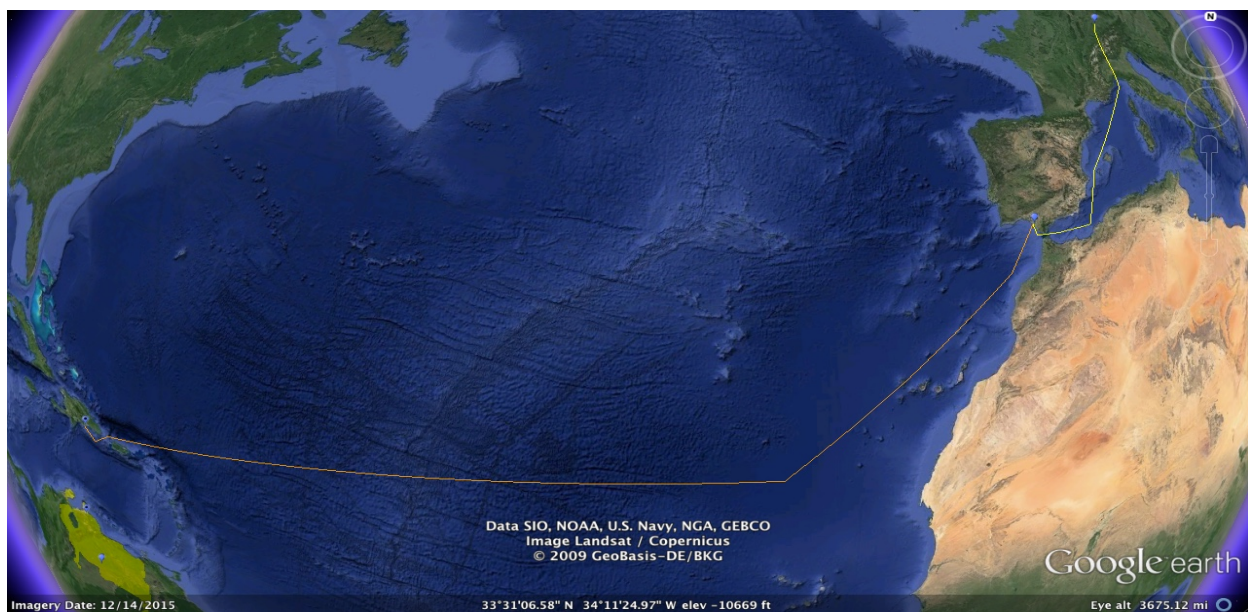 N
Data SIO, NOAA, U.S. Navy, NGA, GEBCO
Image Landsat / Copernicus
© 2009 GeoBasis-DE/BKG
Google earth
Imagery Date: 12/14/2015 33°31'06.58" N 34°11'24.97" W elev -10669 ft Eye alt 3675.12 mi